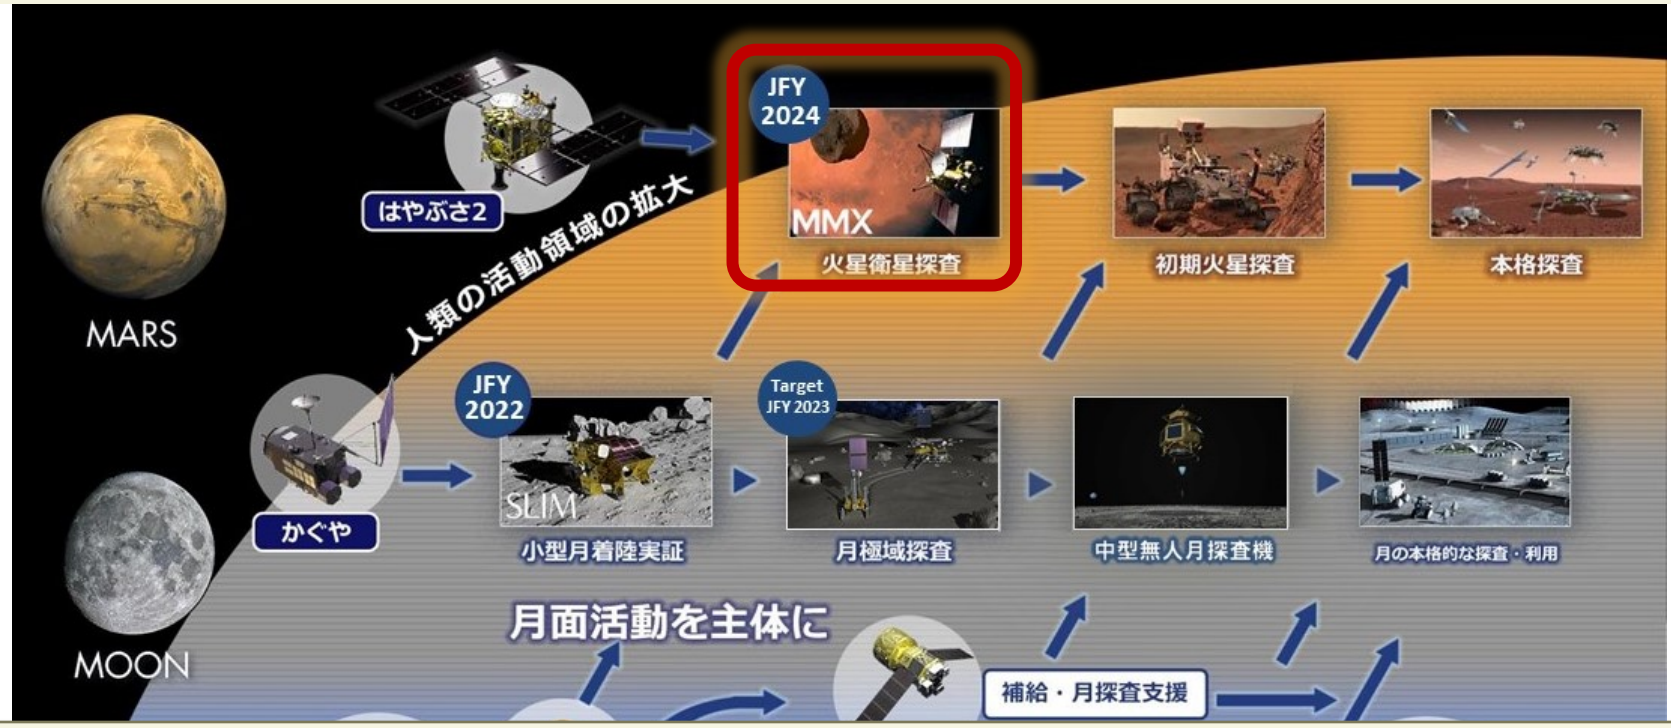 JFY
2024
はやぶさ2
人類の活動領域の拡大
MMX
火星衛星探査
初期火星探査
本格探査
MARS
JFY
2022
Target
JFY 2023
SLIM
かぐや
小型月着陸実証
月極域探査
中型無人月探査機
月の本格的な探査・利用
月面活動を主体に
MOON
補給・月探査支援